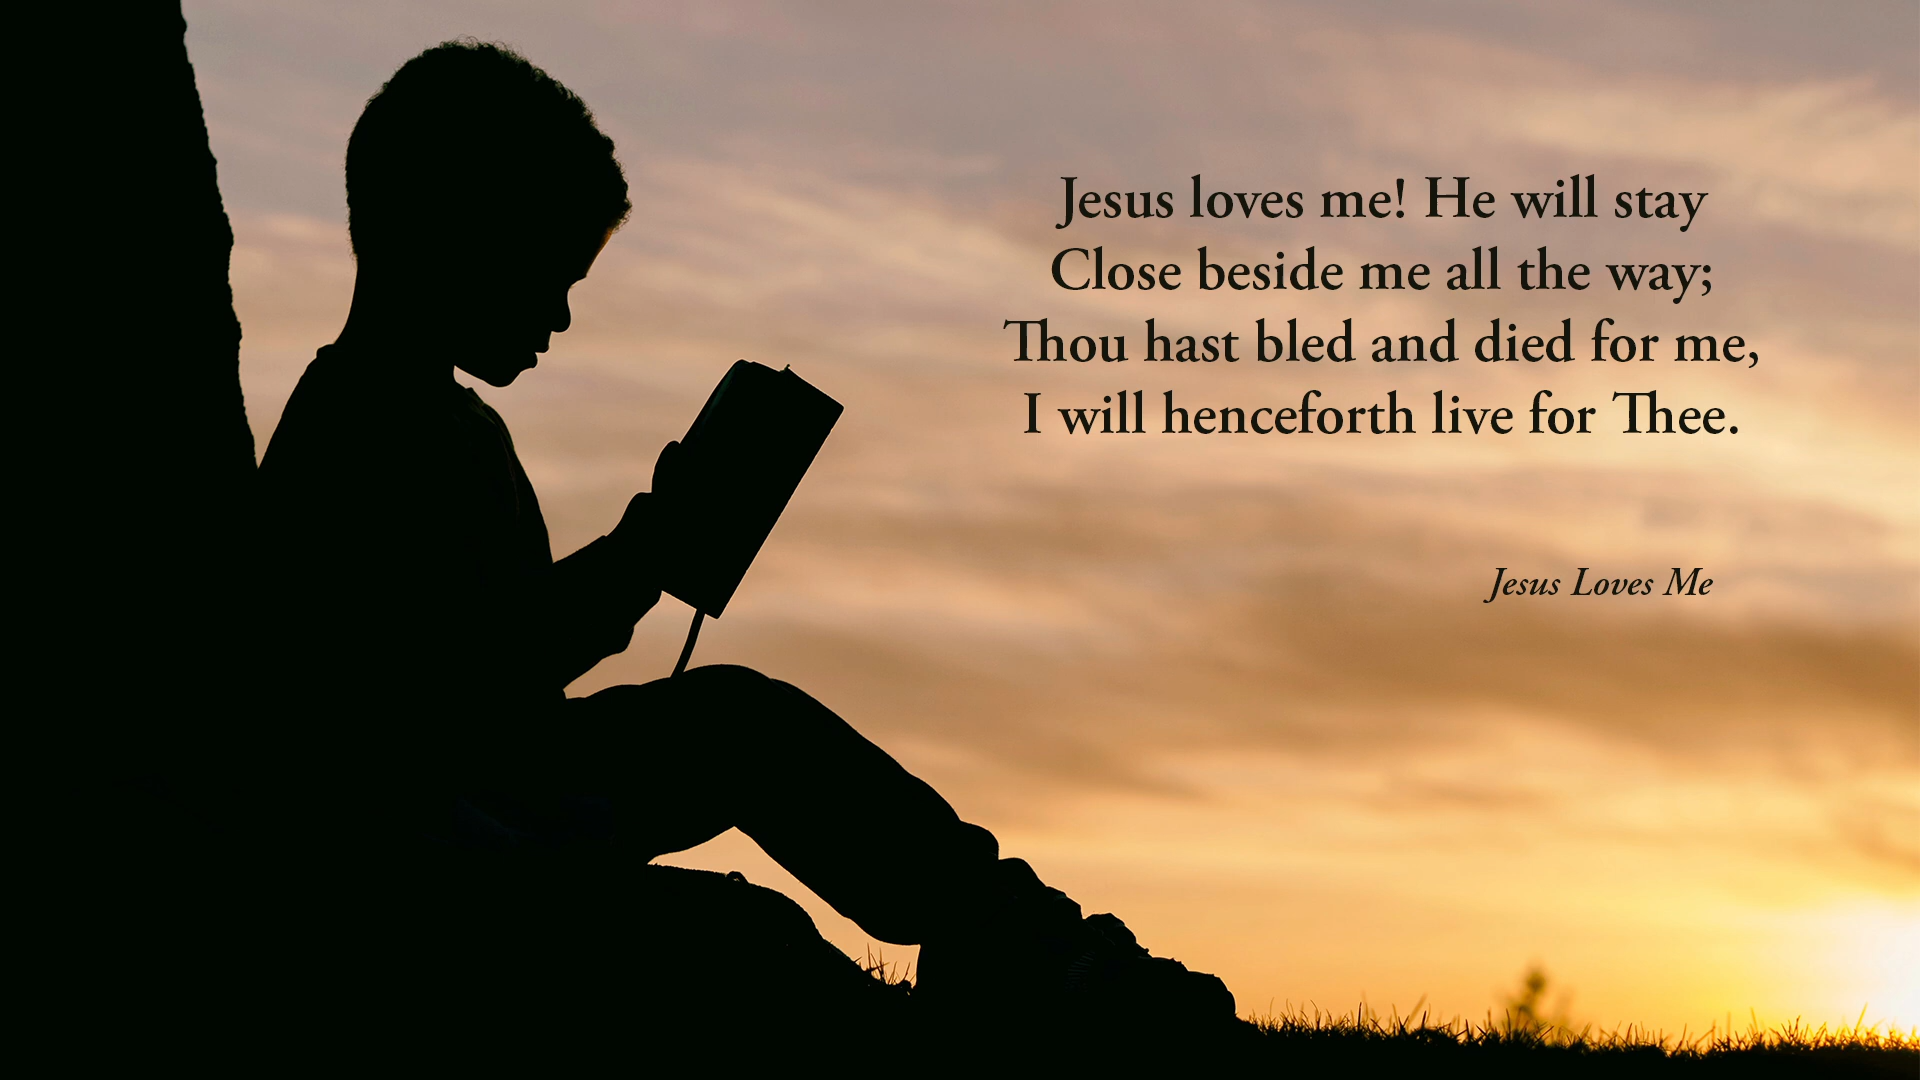 Jesus loves me! He will stay
Close beside me all the way;
Thou hast bled and died for me,
I will henceforth live for Thee.
Jesus Loves Me